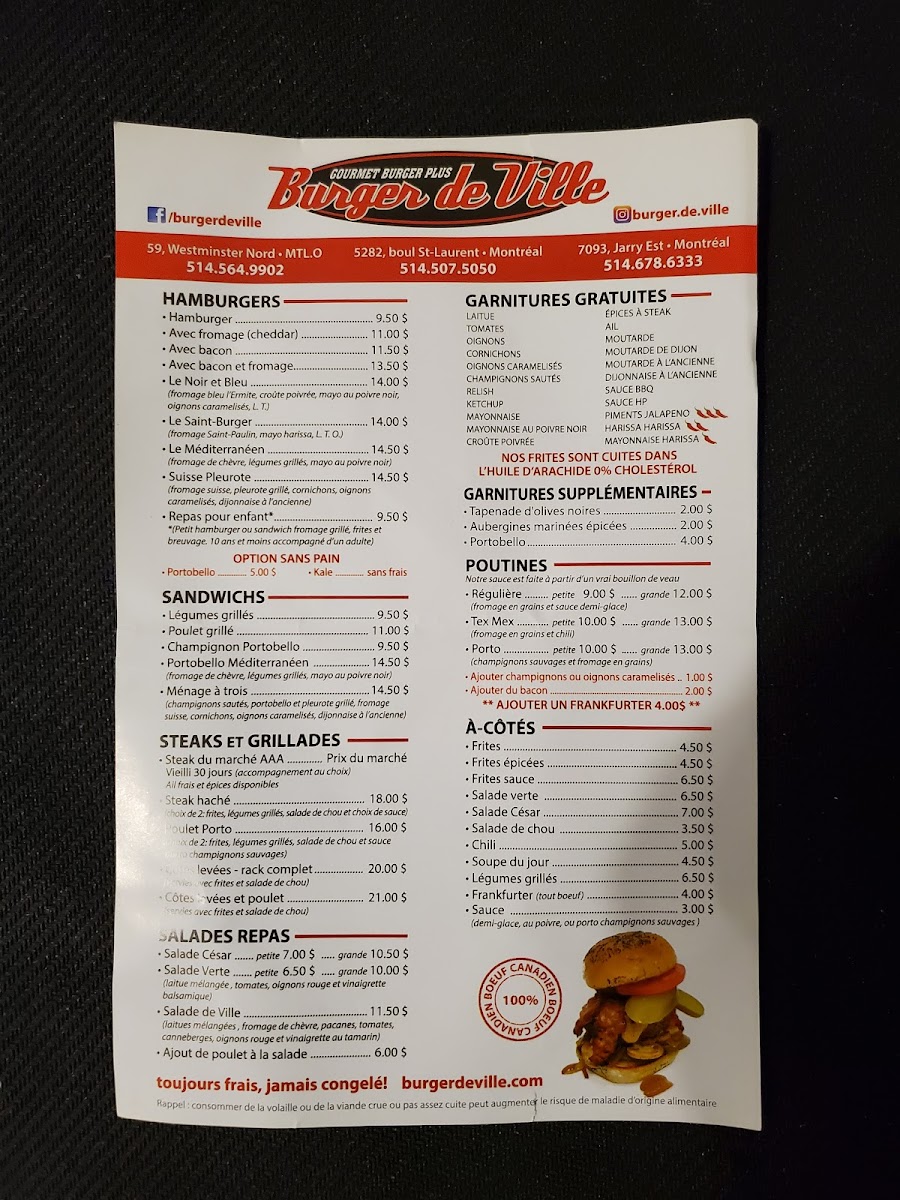 GOURMET BURGER PLUS
Burger de Ville
/burgerdeville
burger.de.ville
59, Westminster Nord • MTL.O
514.564.9902
5282, boul St-Laurent • Montréal
514.507.5050
7093, Jarry Est • Montréal
514.678.6333
HAMBURGERS
• Hamburger ........ 9.50 $
• Avec fromage (cheddar) ........ 11.00 $
• Avec bacon ........ 11.50 $
• Avec bacon et fromage........ 13.50 $
• Le Noir et Bleu ........ 14.00 $
(fromage bleu l'Ermite, croûte poivrée, mayo au poivre noir,
oignons caramelisés, L. T.)
• Le Saint-Burger ........ 14.00 $
(fromage Saint-Paulin, mayo harissa, L. T. O.)
• Le Méditerranéen ........ 14.50 $
(fromage de chèvre, légumes grillés, mayo au poivre noir)
• Suisse Pleurote ........ 14.50 $
(fromage suisse, pleurote grillé, cornichons, oignons
caramelisés, dijonnaise à l'ancienne)
• Repas pour enfant*........ 9.50 $
*(Petit hamburger ou sandwich fromage grillé, frites et
breuvage. 10 ans et moins accompagné d'un adulte)
OPTION SANS PAIN
• Portobello ........ 5.00 $ • Kale ........ sans frais
SANDWICHS
• Légumes grillés ........ 9.50 $
• Poulet grillé ........ 11.00 $
• Champignon Portobello ........ 9.50 $
• Portobello Méditerranéen ........ 14.50 $
(fromage de chèvre, légumes grillés, mayo au poivre noir)
• Ménage à trois ........ 14.50 $
(champignons sautés, portobello et pleurote grillé, fromage
suisse, cornichons, oignons caramelisés, dijonnaise à l'ancienne)
STEAKS ET GRILLADES
• Steak du marché AAA ........ Prix du marché
Vieilli 30 jours (accompagnement au choix)
Ail frais et épices disponibles
Steak haché ........ 18.00 $
choix de 2: frites, légumes grillés, salade de chou et choix de sauce)
Poulet Porto ........ 16.00 $
de 2: frites, légumes grillés, salade de chou et sauce
champignons sauvages)
levées - rack complet........ 20.00 $
avec frites et salade de chou)
• Côtes levées et poulet ........ 21.00 $
avec frites et salade de chou)
SALADES REPAS
• Salade César ....... petite 7.00 $ ..... grande 10.50 $
• Salade Verte ....... petite 6.50 $ ..... grande 10.00 $
(laitue mélangée , tomates, oignons rouge et vinaigrette
balsamique)
• Salade de Ville ........ 11.50 $
(laitues mélangées , fromage de chèvre, pacanes, tomates,
canneberges, oignons rouge et vinaigrette au tamarin)
• Ajout de poulet à la salade ........ 6.00 $
GARNITURES GRATUITES
LAITUE
TOMATES
OIGNONS
CORNICHONS
OIGNONS CARAMELISÉS
CHAMPIGNONS SAUTÉS
RELISH
KETCHUP
MAYONNAISE
MAYONNAISE AU POIVRE NOIR
CROÛTE POIVRÉE
ÉPICES À STEAK
AIL
MOUTARDE
MOUTARDE DE DIJON
MOUTARDE À L'ANCIENNE
DIJONNAISE À L'ANCIENNE
SAUCE BBQ
SAUCE HP
PIMENTS JALAPENO
HARISSA HARISSA
MAYONNAISE HARISSA
NOS FRITES SONT CUITES DANS
L'HUILE D'ARACHIDE 0% CHOLESTÉROL
GARNITURES SUPPLÉMENTAIRES
• Tapenade d'olives noires ........ 2.00 $
• Aubergines marinées épicées ........ 2.00 $
• Portobello........ 4.00 $
POUTINES
Notre sauce est faite à partir d'un vrai bouillon de veau
• Régulière ......... petite 9.00 $ ...... grande 12.00 $
(fromage en grains et sauce demi-glace)
• Tex Mex ......... petite 10.00 $ ...... grande 13.00 $
(fromage en grains et chili)
• Porto ......... petite 10.00 $ ...... grande 13.00 $
(champignons sauvages et fromage en grains)
• Ajouter champignons ou oignons caramelisés .. 1.00 $
• Ajouter du bacon ........ 2.00 $
** AJOUTER UN FRANKFURTER 4.00$ **
À-CÔTÉS
• Frites ........ 4.50 $
• Frites épicées ........ 4.50 $
• Frites sauce ........ 6.50 $
• Salade verte ........ 6.50 $
• Salade César ........ 7.00 $
• Salade de chou ........ 3.50 $
• Chili ........ 5.00 $
• Soupe du jour ........ 4.50 $
• Légumes grillés ........ 6.50 $
• Frankfurter (tout boeuf) ........ 4.00 $
• Sauce ........ 3.00 $
(demi-glace, au poivre, ou porto champignons sauvages )
BOEUF CANADIEN BOEUF CANADIEN
100%
toujours frais, jamais congelé! burgerdeville.com
Rappel : consommer de la volaille ou de la viande crue ou pas assez cuite peut augmenter le risque de maladie d'origine alimentaire